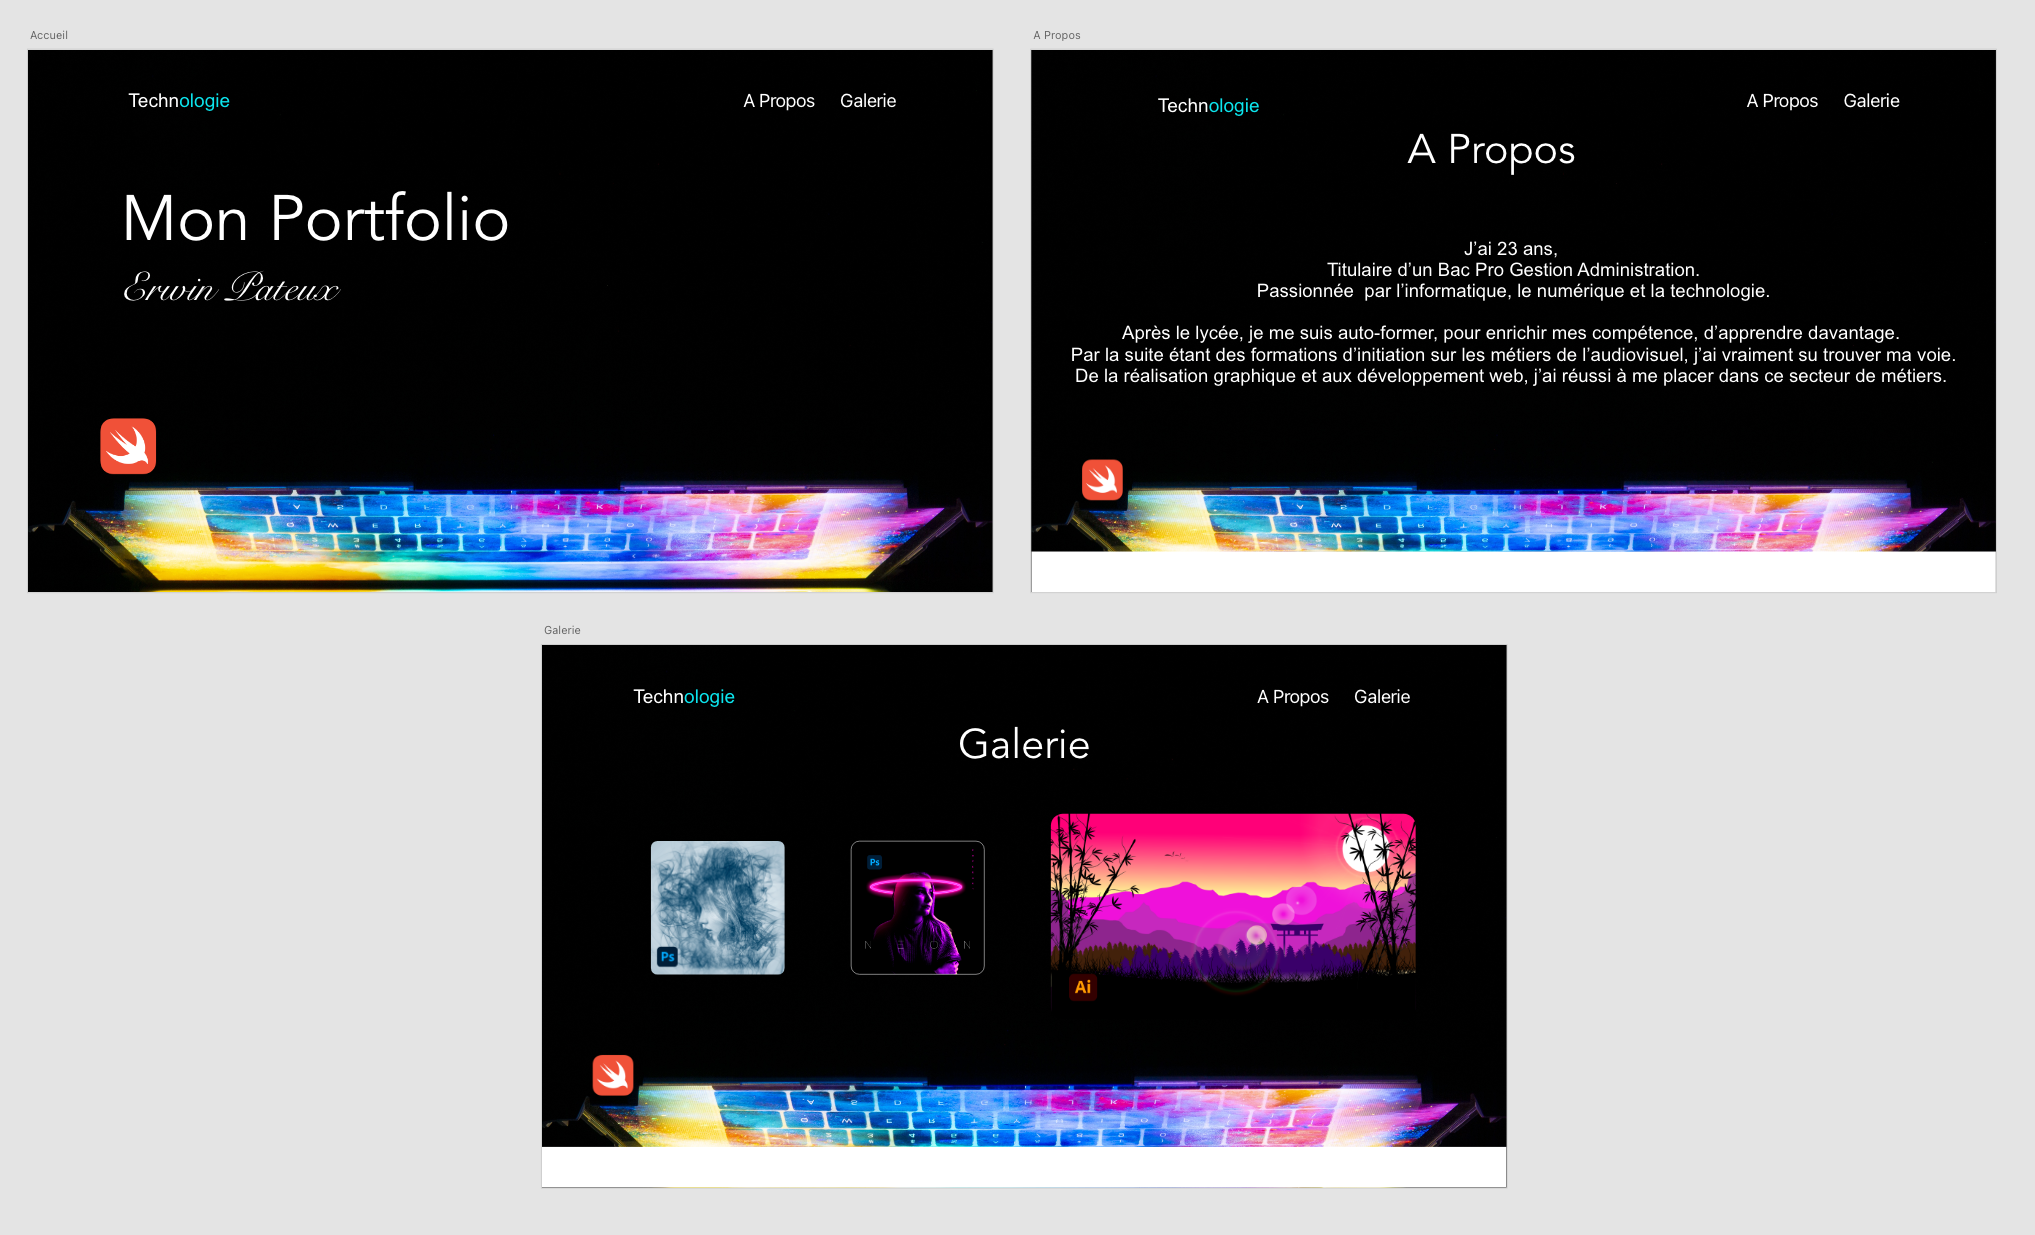 Accueil
Technologie
A Propos
Galerie
Mon Portfolio
Erwin Pateux
A Propos
Technologie
A Propos
Galerie
A Propos
J'ai 23 ans,
Titulaire d'un Bac Pro Gestion Administration.
Passionnée  par l'informatique, le numérique et la technologie.
Après le lycée, je me suis auto-former, pour enrichir mes compétence, d'apprendre davantage.
Par la suite étant des formations d'initiation sur les métiers de l'audiovisuel, j'ai vraiment su trouver ma voie.
De la réalisation graphique et aux développement web, j'ai réussi à me placer dans ce secteur de métiers.
Galerie
Technologie
A Propos
Galerie
Galerie
Ps
Ps
NEON
Ai